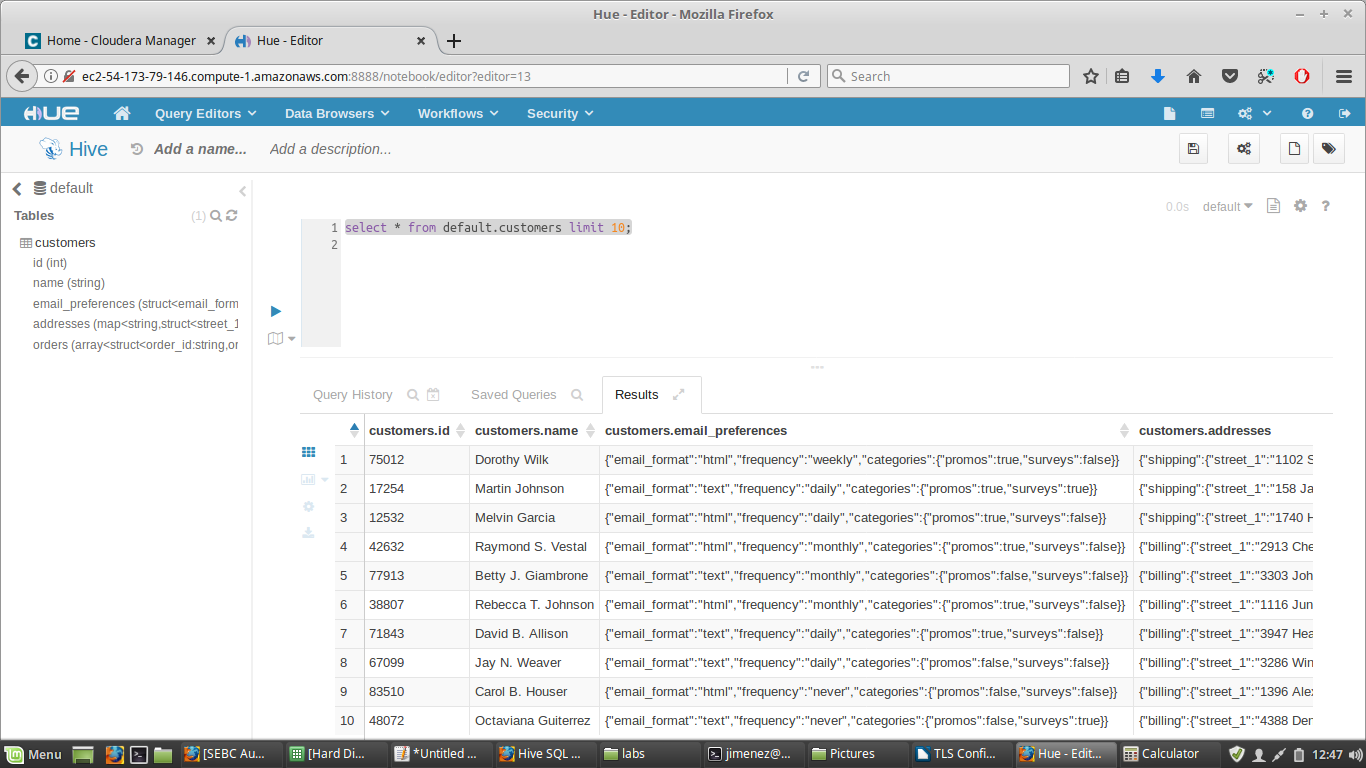 Hue - Editor - Mozilla Firefox
Home - Cloudera Manager
Hue - Editor
ec2-54-173-79-146.compute-1.amazonaws.com:8888/notebook/editor?editor=13
Search
HUE Query Editors Data Browsers Workflows Security
Hive Add a name... Add a description...
default
Tables (1)
customers
id (int)
name (string)
email_preferences (struct<email_form
addresses (map<string,struct<street_1
orders (array<struct<order_id:string,or
0.0s default
1 select * from default.customers limit 10;
2
Query History Saved Queries Results
customers.id customers.name customers.email_preferences customers.addresses
1 75012 Dorothy Wilk {"email_format":"html","frequency":"weekly","categories":{"promos":true,"surveys":false}} {"shipping":{"street_1":"1102 S
2 17254 Martin Johnson {"email_format":"text","frequency":"daily","categories":{"promos":true,"surveys":true}} {"shipping":{"street_1":"158 Ja
3 12532 Melvin Garcia {"email_format":"html","frequency":"daily","categories":{"promos":true,"surveys":false}} {"shipping":{"street_1":"1740 H
4 42632 Raymond S. Vestal {"email_format":"html","frequency":"monthly","categories":{"promos":true,"surveys":false}} {"billing":{"street_1":"2913 Che
5 77913 Betty J. Giambrone {"email_format":"text","frequency":"monthly","categories":{"promos":false,"surveys":false}} {"billing":{"street_1":"3303 Joh
6 38807 Rebecca T. Johnson {"email_format":"html","frequency":"monthly","categories":{"promos":true,"surveys":false}} {"billing":{"street_1":"1116 Jun
7 71843 David B. Allison {"email_format":"text","frequency":"daily","categories":{"promos":true,"surveys":false}} {"billing":{"street_1":"3947 Hea
8 67099 Jay N. Weaver {"email_format":"text","frequency":"daily","categories":{"promos":false,"surveys":false}} {"billing":{"street_1":"3286 Win
9 83510 Carol B. Houser {"email_format":"html","frequency":"never","categories":{"promos":false,"surveys":false}} {"billing":{"street_1":"1396 Alex
10 48072 Octaviana Guiterrez {"email_format":"text","frequency":"never","categories":{"promos":false,"surveys":true}} {"billing":{"street_1":"4388 Den
Menu [SEBC Au... [Hard Di... *Untitled ... Hive SQL ... labs jimenez@... Pictures TLS Confi... Hue - Edit... Calculator 12:47